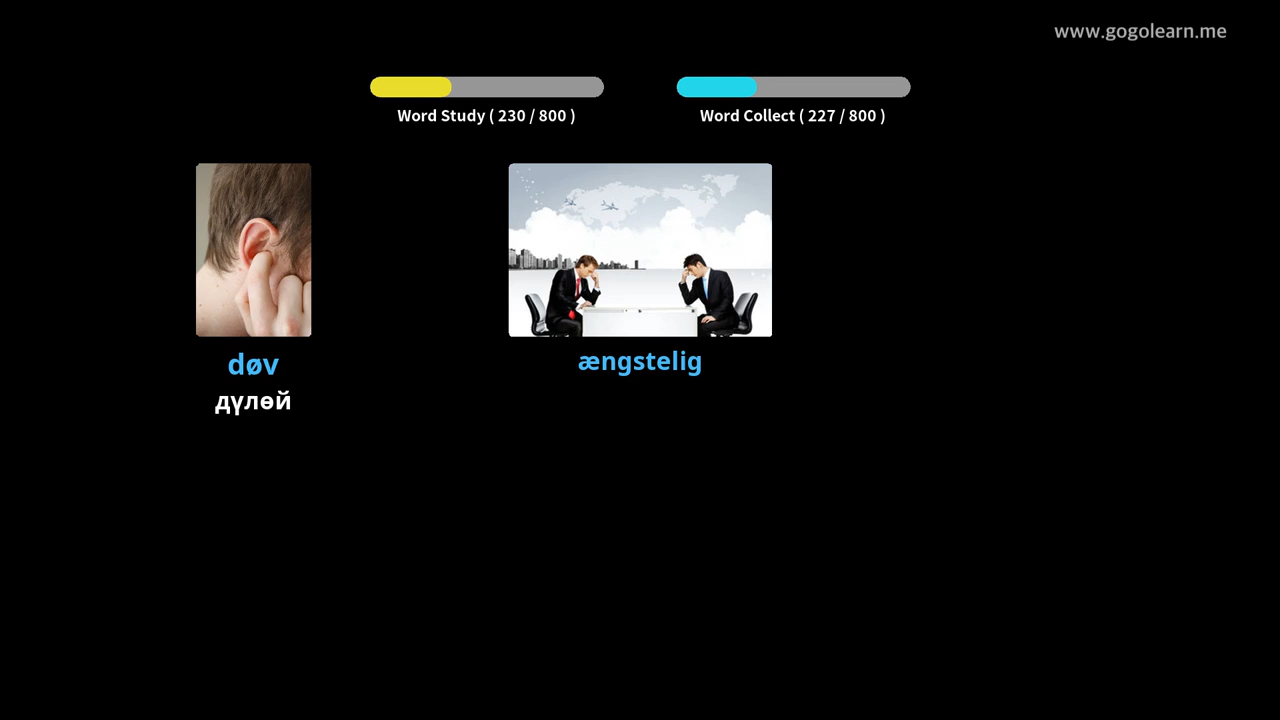 www.gogolearn.me
Word Study ( 230 / 800 )
Word Collect ( 227 / 800 )
døv
дүлөй
ængstelig